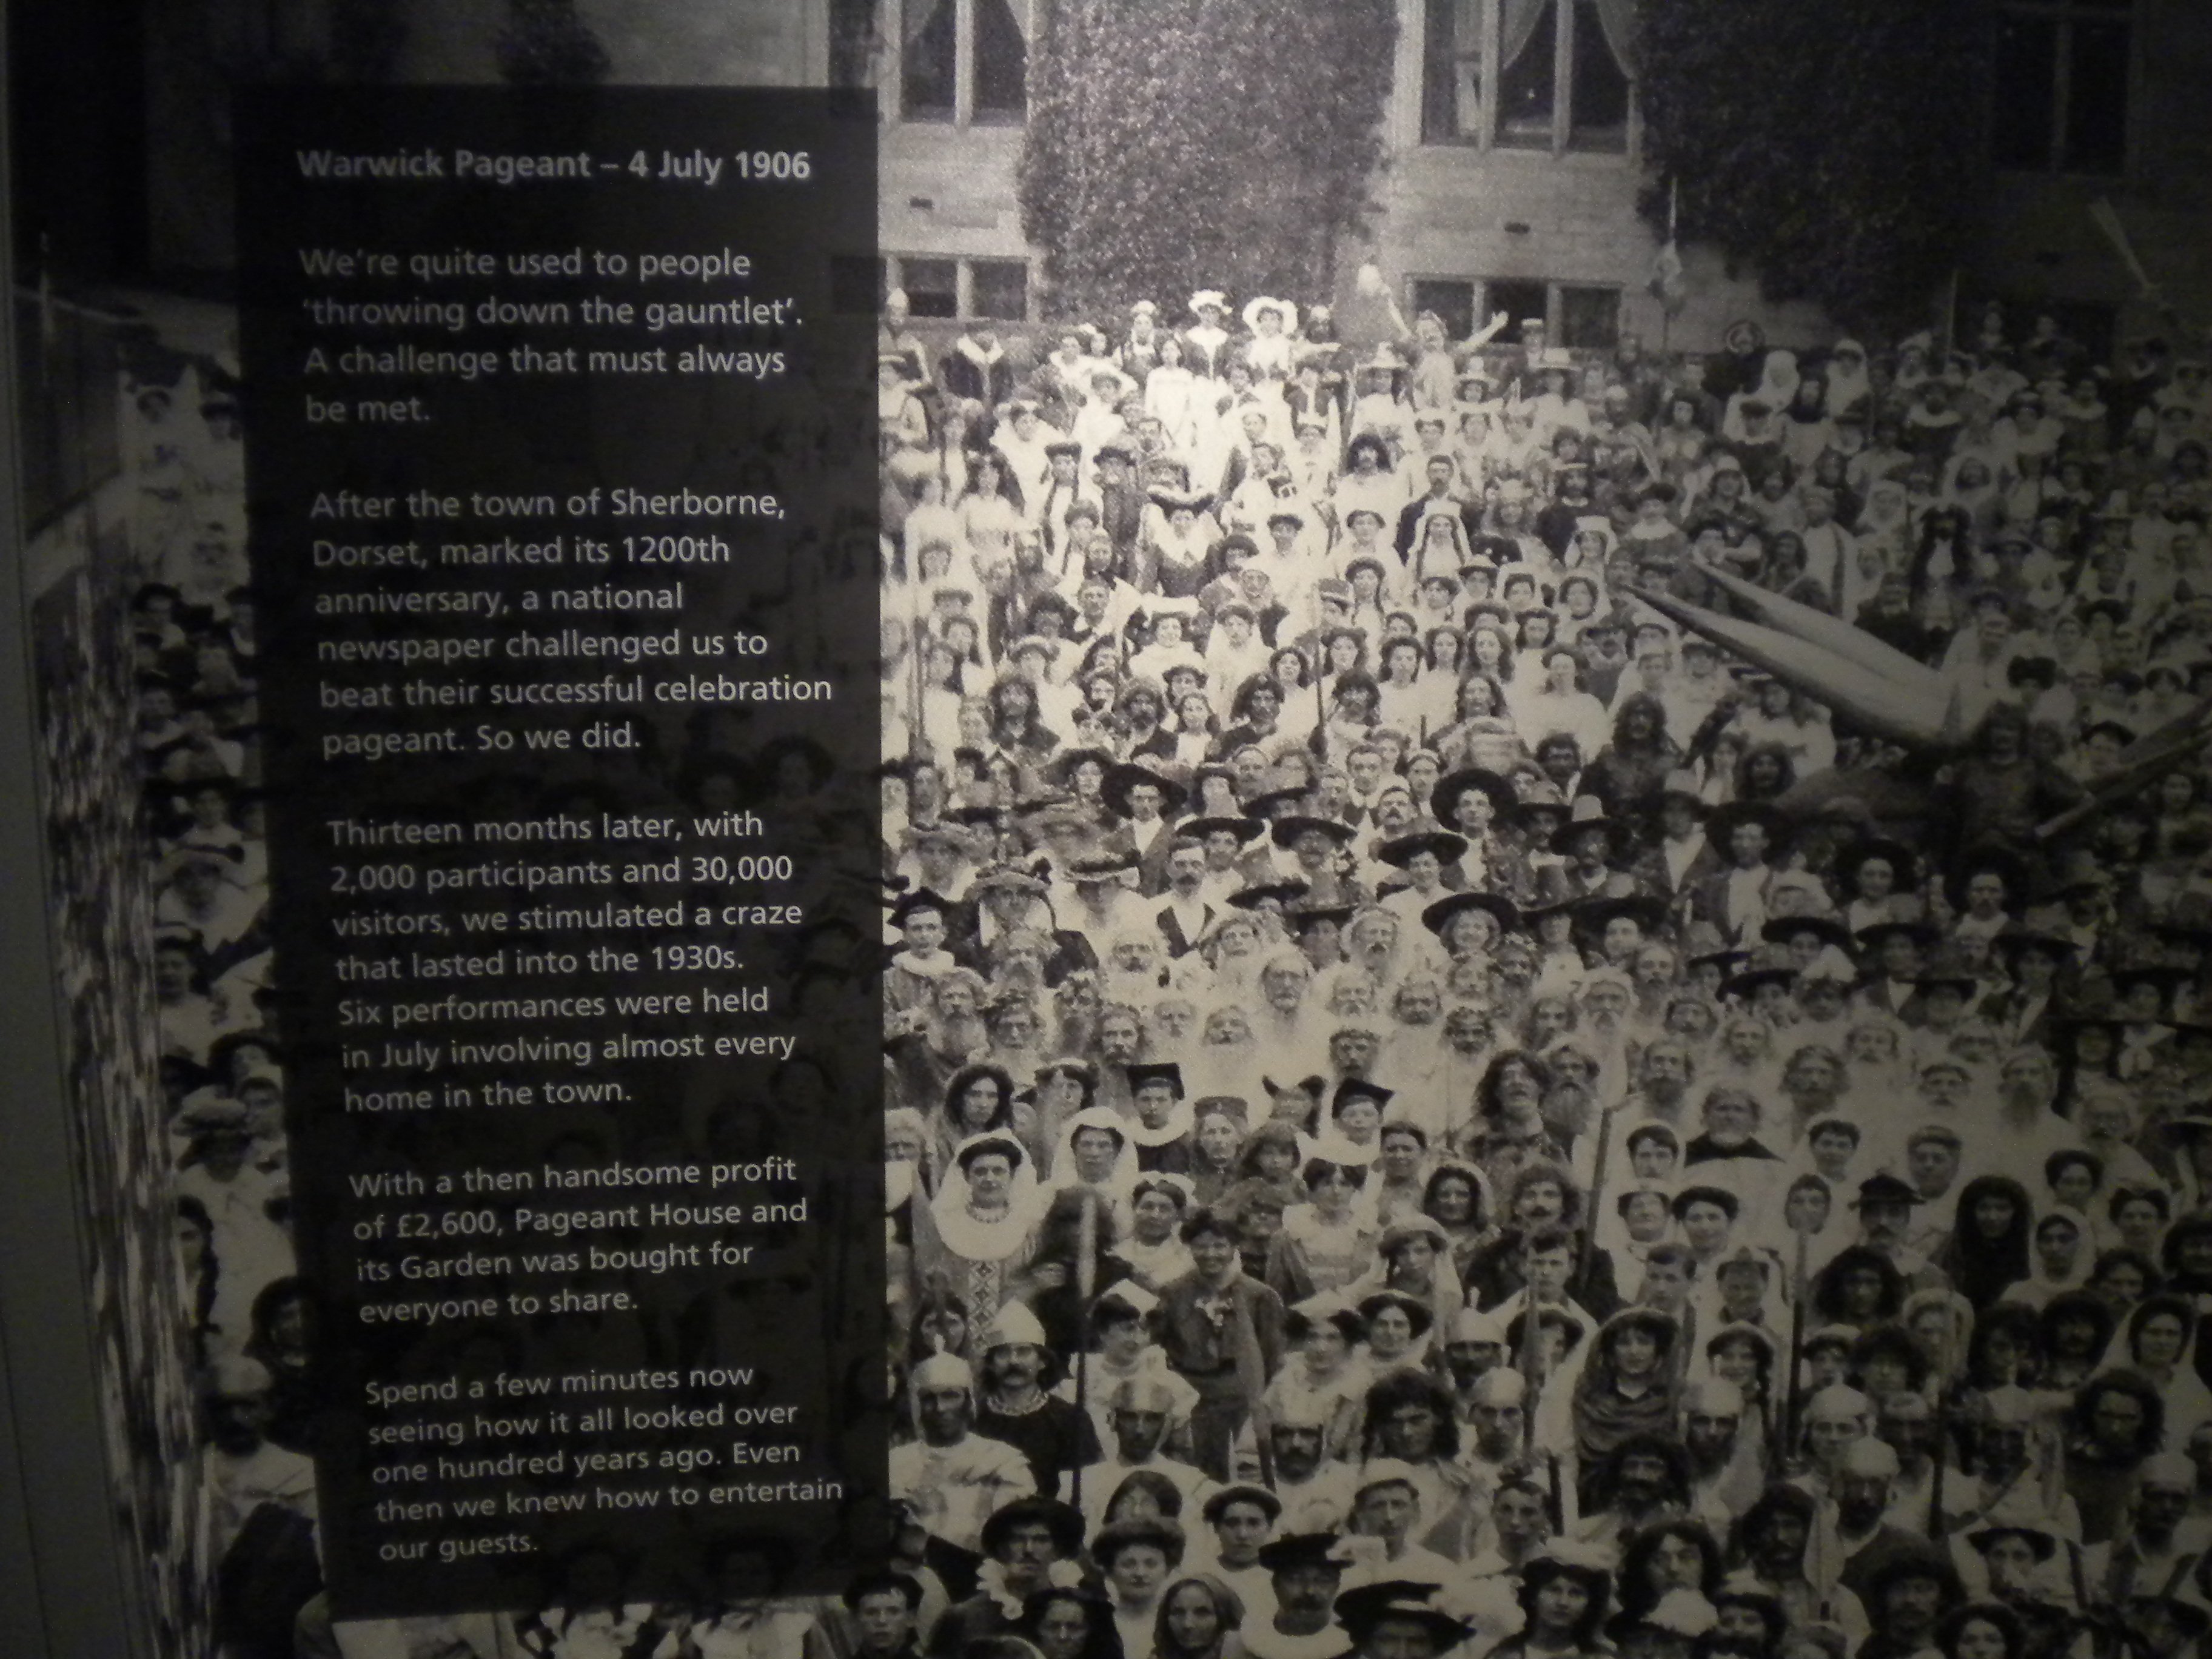 Warwick Pageant – 4 July 1906
We're quite used to people
'throwing down the gauntlet'.
A challenge that must always
be met.
After the town of Sherborne,
Dorset, marked its 1200th
anniversary, a national
newspaper challenged us to
beat their successful celebration
pageant. So we did.
Thirteen months later, with
2,000 participants and 30,000
visitors, we stimulated a craze
that lasted into the 1930s.
Six performances were held
in July involving almost every
home in the town.
With a then handsome profit
of £2,600, Pageant House and
its Garden was bought for
everyone to share.
Spend a few minutes now
seeing how it all looked over
one hundred years ago. Even
then we knew how to entertain
our guests.